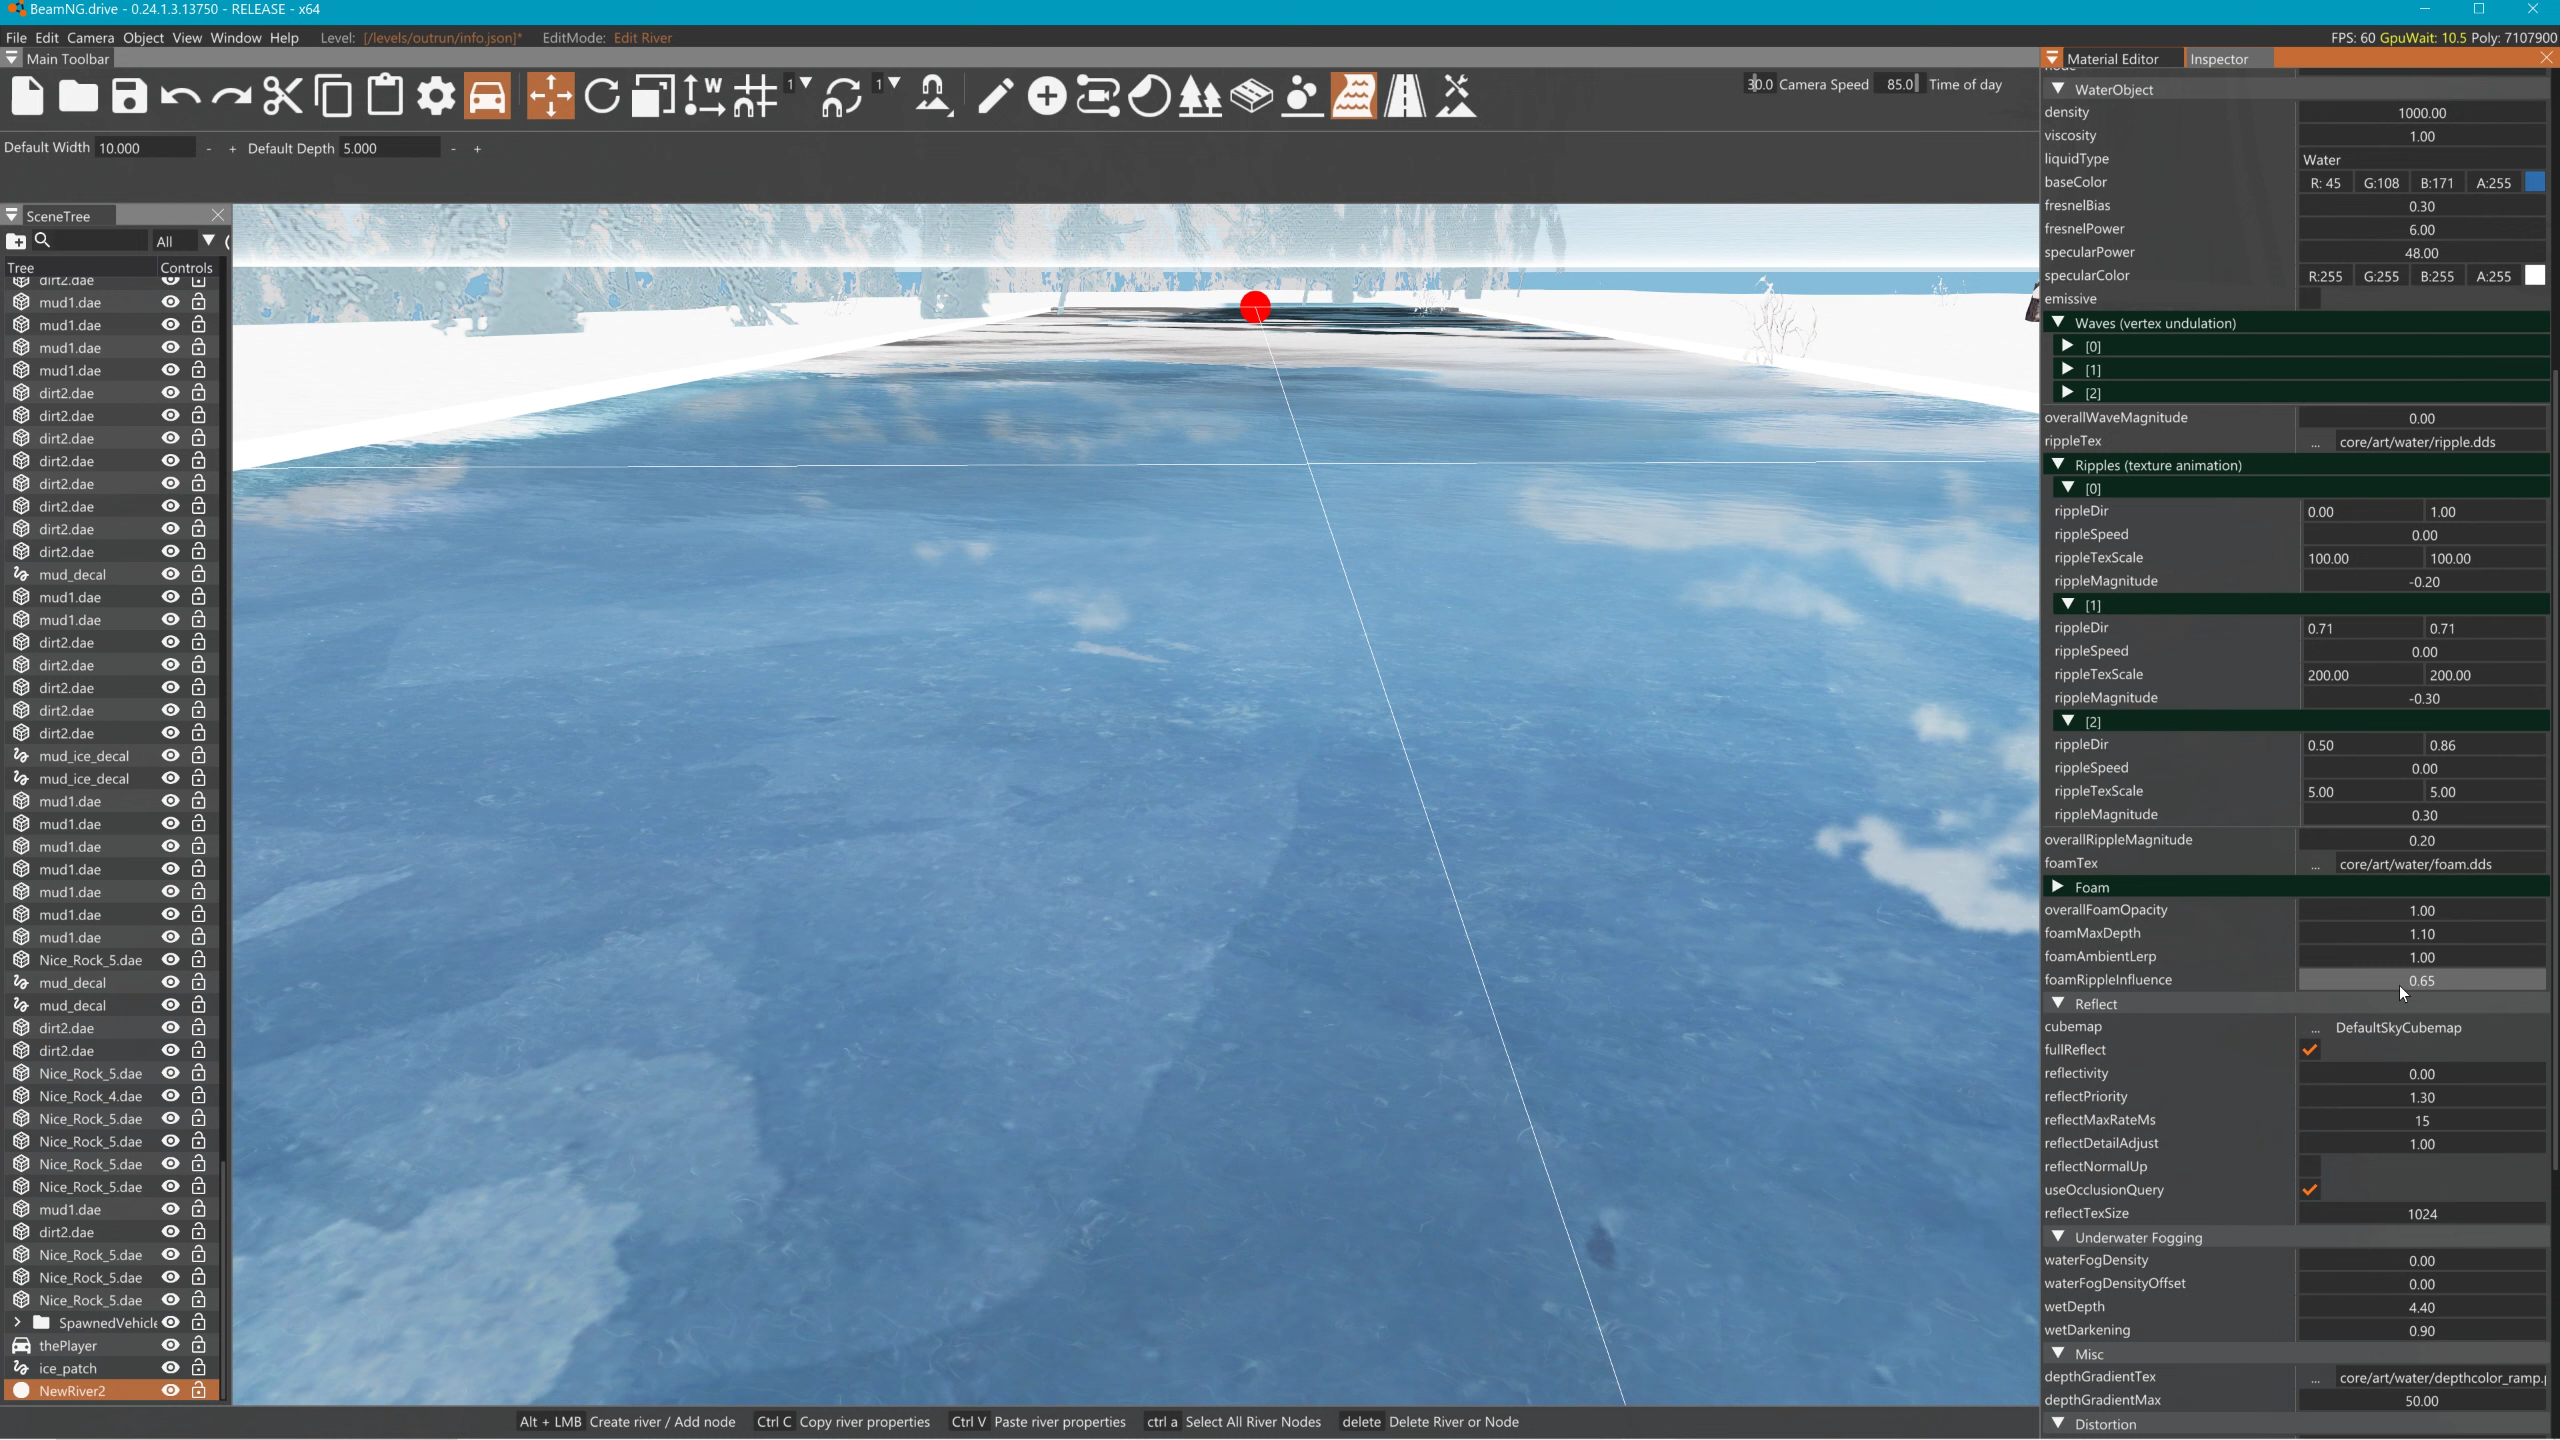 BeamNG.drive - 0.24.1.3.13750 - RELEASE - x64
File Edit Camera Object View Window Help Level: [/levels/outrun/info.json]* EditMode: Edit River FPS: 60 GpuWait: 10.5 Poly: 7107900
Main Toolbar
1 1 W
30.0 Camera Speed 85.0 Time of day
Default Width 10.000 - + Default Depth 5.000 - +
SceneTree
All
Tree Controls
dirt2.dae
mud1.dae
mud1.dae
mud1.dae
mud1.dae
dirt2.dae
dirt2.dae
dirt2.dae
dirt2.dae
dirt2.dae
dirt2.dae
dirt2.dae
dirt2.dae
mud_decal
mud1.dae
mud1.dae
dirt2.dae
dirt2.dae
dirt2.dae
dirt2.dae
dirt2.dae
mud_ice_decal
mud_ice_decal
mud1.dae
mud1.dae
mud1.dae
mud1.dae
mud1.dae
mud1.dae
mud1.dae
Nice_Rock_5.dae
mud_decal
mud_decal
dirt2.dae
dirt2.dae
Nice_Rock_5.dae
Nice_Rock_4.dae
Nice_Rock_5.dae
Nice_Rock_5.dae
Nice_Rock_5.dae
Nice_Rock_5.dae
mud1.dae
dirt2.dae
Nice_Rock_5.dae
Nice_Rock_5.dae
Nice_Rock_5.dae
SpawnedVehicle
thePlayer
ice_patch
NewRiver2
Material Editor Inspector
WaterObject
density 1000.00
viscosity 1.00
liquidType Water
baseColor R: 45 G:108 B:171 A:255
fresnelBias 0.30
fresnelPower 6.00
specularPower 48.00
specularColor R:255 G:255 B:255 A:255
emissive
Waves (vertex undulation)
[0]
[1]
[2]
overallWaveMagnitude 0.00
rippleTex ... core/art/water/ripple.dds
Ripples (texture animation)
[0]
rippleDir 0.00 1.00
rippleSpeed 0.00
rippleTexScale 100.00 100.00
rippleMagnitude -0.20
[1]
rippleDir 0.71 0.71
rippleSpeed 0.00
rippleTexScale 200.00 200.00
rippleMagnitude -0.30
[2]
rippleDir 0.50 0.86
rippleSpeed 0.00
rippleTexScale 5.00 5.00
rippleMagnitude 0.30
overallRippleMagnitude 0.20
foamTex ... core/art/water/foam.dds
Foam
overallFoamOpacity 1.00
foamMaxDepth 1.10
foamAmbientLerp 1.00
foamRippleInfluence 0.65
Reflect
cubemap ... DefaultSkyCubemap
fullReflect
reflectivity 0.00
reflectPriority 1.30
reflectMaxRateMs 15
reflectDetailAdjust 1.00
reflectNormalUp
useOcclusionQuery
reflectTexSize 1024
Underwater Fogging
waterFogDensity 0.00
waterFogDensityOffset 0.00
wetDepth 4.40
wetDarkening 0.90
Misc
depthGradientTex ... core/art/water/depthcolor_ramp.
depthGradientMax 50.00
Distortion
Alt + LMB Create river / Add node Ctrl C Copy river properties Ctrl V Paste river properties ctrl a Select All River Nodes delete Delete River or Node